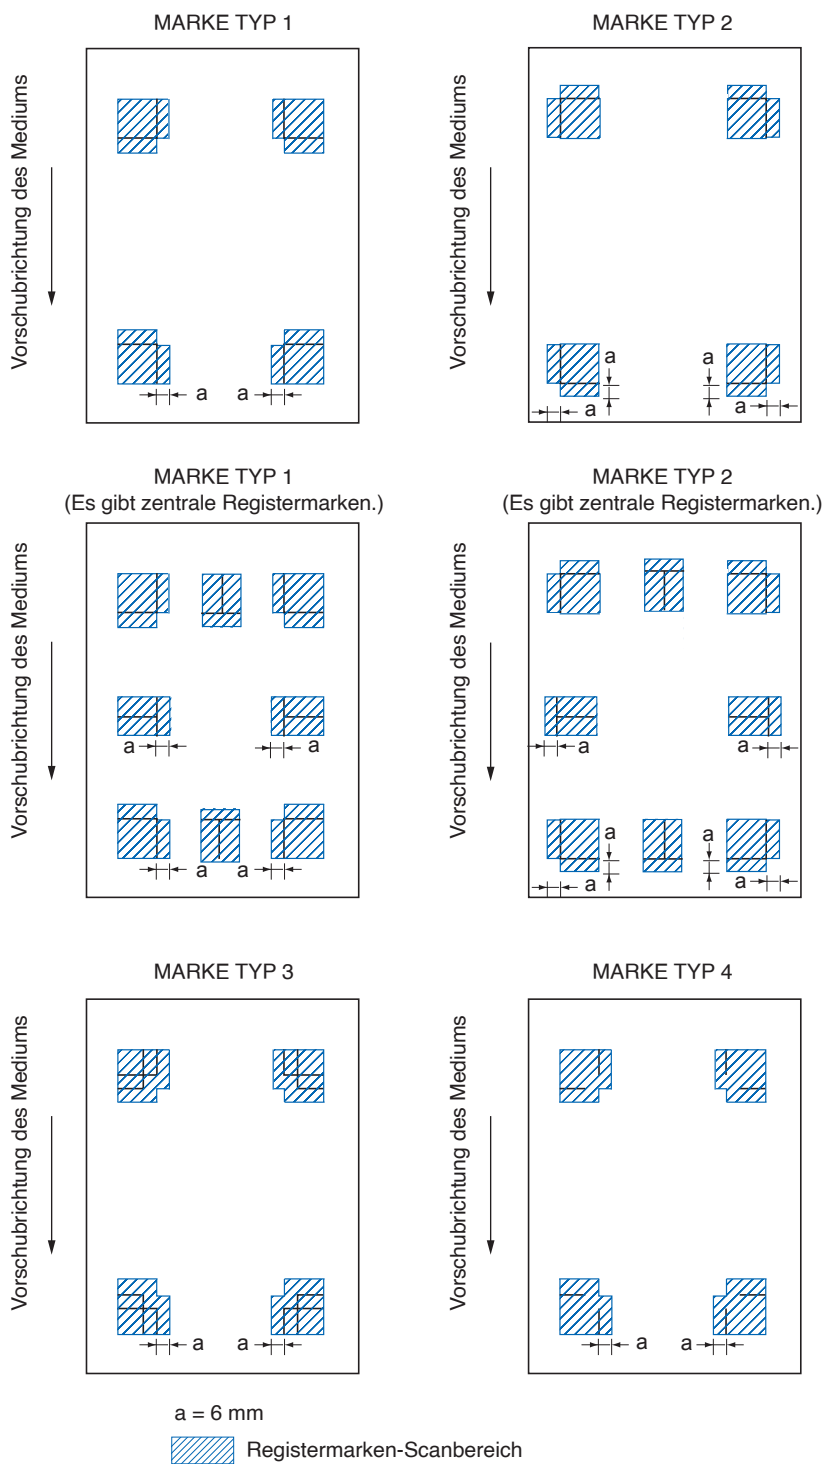 MARKE TYP 1
Vorschubrichtung des Mediums
a
a
MARKE TYP 2
Vorschubrichtung des Mediums
a
a
a
a
MARKE TYP 1
(Es gibt zentrale Registermarken.)
Vorschubrichtung des Mediums
a
a
a
a
MARKE TYP 2
(Es gibt zentrale Registermarken.)
Vorschubrichtung des Mediums
a
a
a
a
a
a
MARKE TYP 3
Vorschubrichtung des Mediums
a
a
MARKE TYP 4
Vorschubrichtung des Mediums
a
a
a = 6 mm
Registermarken-Scanbereich